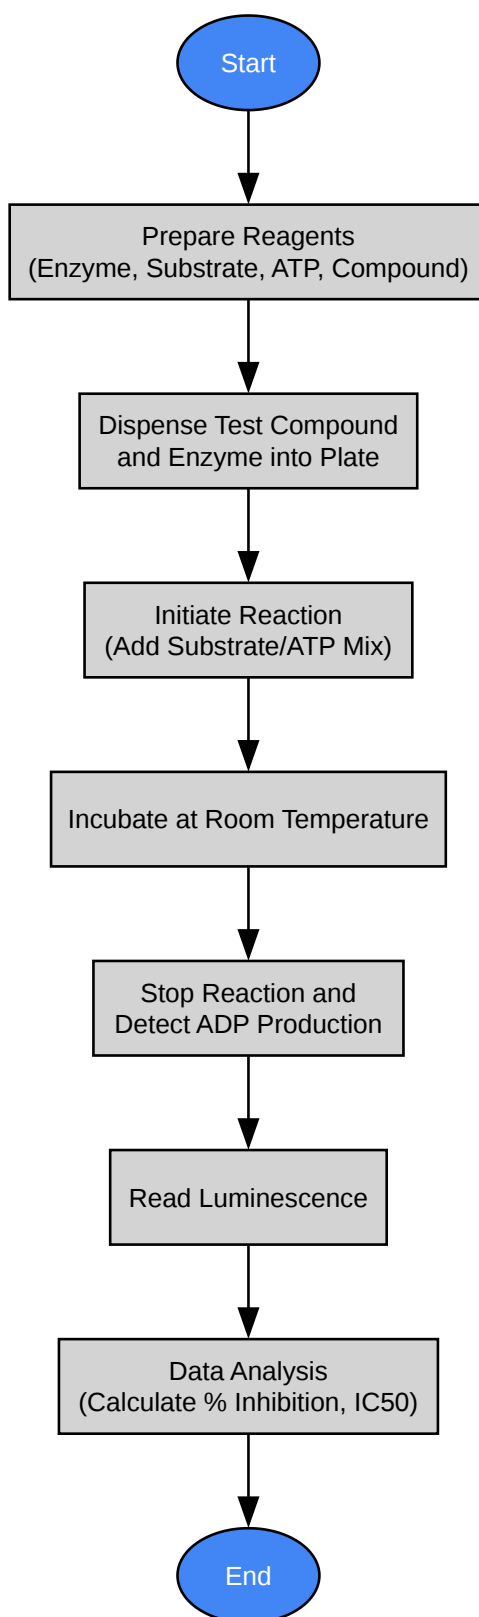 Start
Prepare Reagents
(Enzyme, Substrate, ATP, Compound)
Dispense Test Compound
and Enzyme into Plate
Initiate Reaction
(Add Substrate/ATP Mix)
Incubate at Room Temperature
Stop Reaction and
Detect ADP Production
Read Luminescence
Data Analysis
(Calculate % Inhibition, IC50)
End